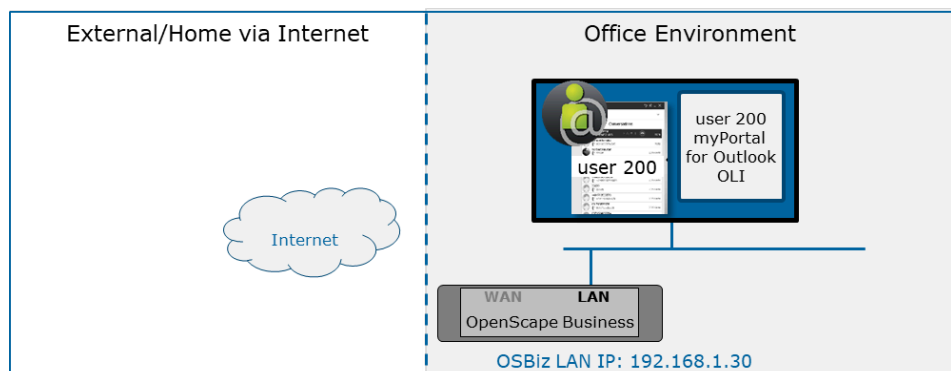 External/Home via Internet
Office Environment
@
user 200
user 200
myPortal
for Outlook
OLI
Internet
WAN LAN
OpenScape Business
OSBiz LAN IP: 192.168.1.30